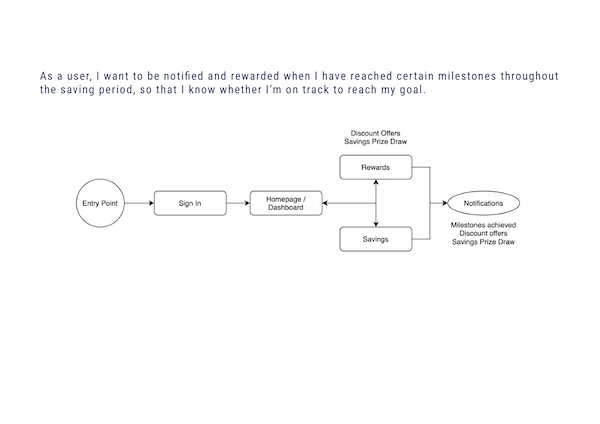 As a user, I want to be notified and rewarded when I have reached certain milestones throughout
the saving period, so that I know whether I'm on track to reach my goal.
Discount Offers
Savings Prize Draw
Rewards
Entry Point
Sign In
Homepage /
Dashboard
Notifications
Savings
Milestones achieved
Discount offers
Savings Prize Draw